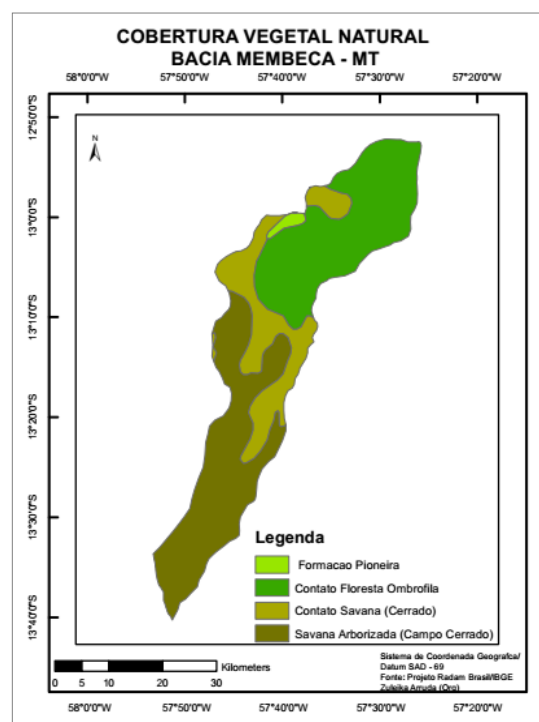 COBERTURA VEGETAL NATURAL
BACIA MEMBECA - MT
58°0'0"W 57°50'0"W 57°40'0"W 57°30'0"W 57°20'0"W
12°50'0"S
N
13°0'0"S
13°10'0"S
13°20'0"S
13°30'0"S
13°40'0"S
Legenda
Formacao Pioneira
Contato Floresta Ombrofila
Contato Savana (Cerrado)
Savana Arborizada (Campo Cerrado)
Kilometers
0 5 10 20 30
Sistema de Coordenada Geografca/
Datum SAD - 69
Fonte: Projeto Radam Brasil/IBGE
Zuleika Arruda (Org)
58°0'0"W 57°50'0"W 57°40'0"W 57°30'0"W 57°20'0"W